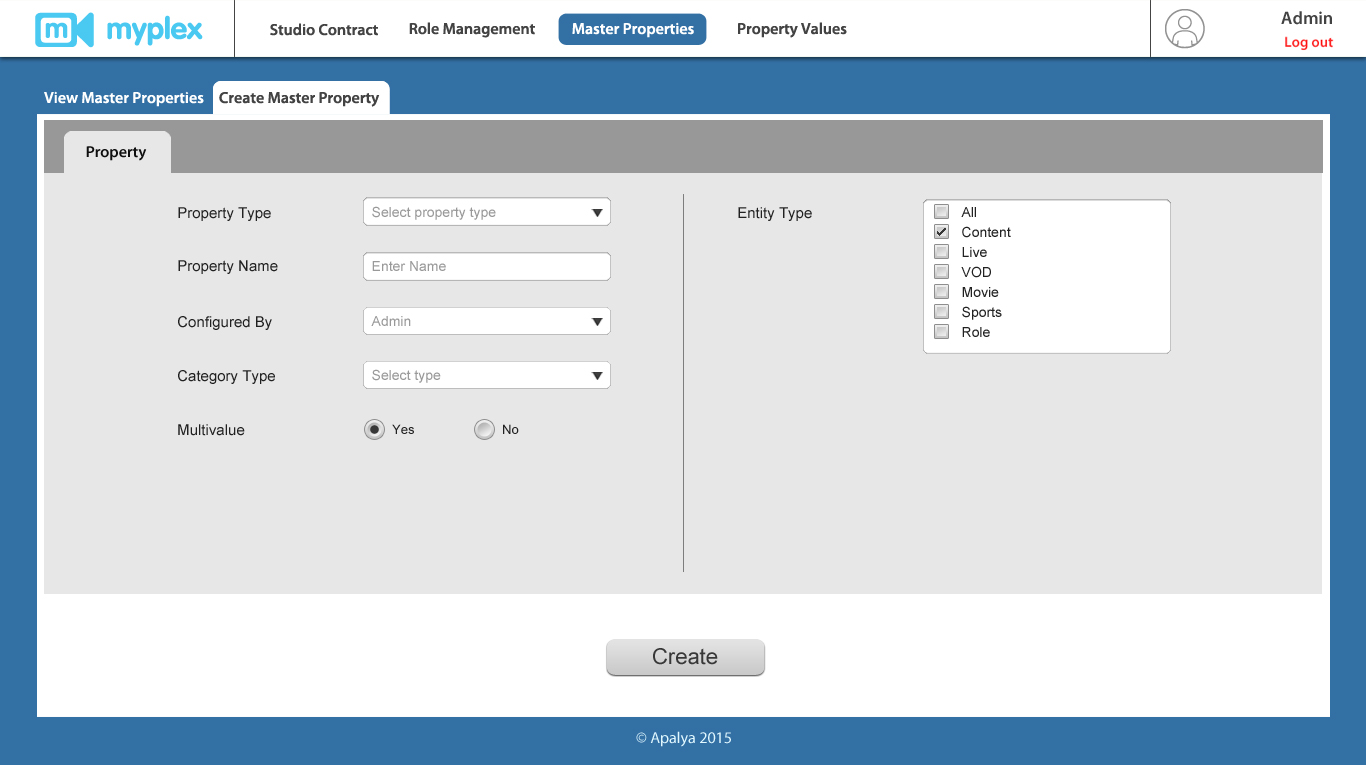 myplex
Studio Contract
Role Management
Master Properties
Property Values
Admin
Log out
View Master Properties
Create Master Property
Property
Property Type
Select property type
Property Name
Enter Name
Configured By
Admin
Category Type
Select type
Multivalue
Yes
No
Entity Type
All
Content
Live
VOD
Movie
Sports
Role
Create
© Apalya 2015